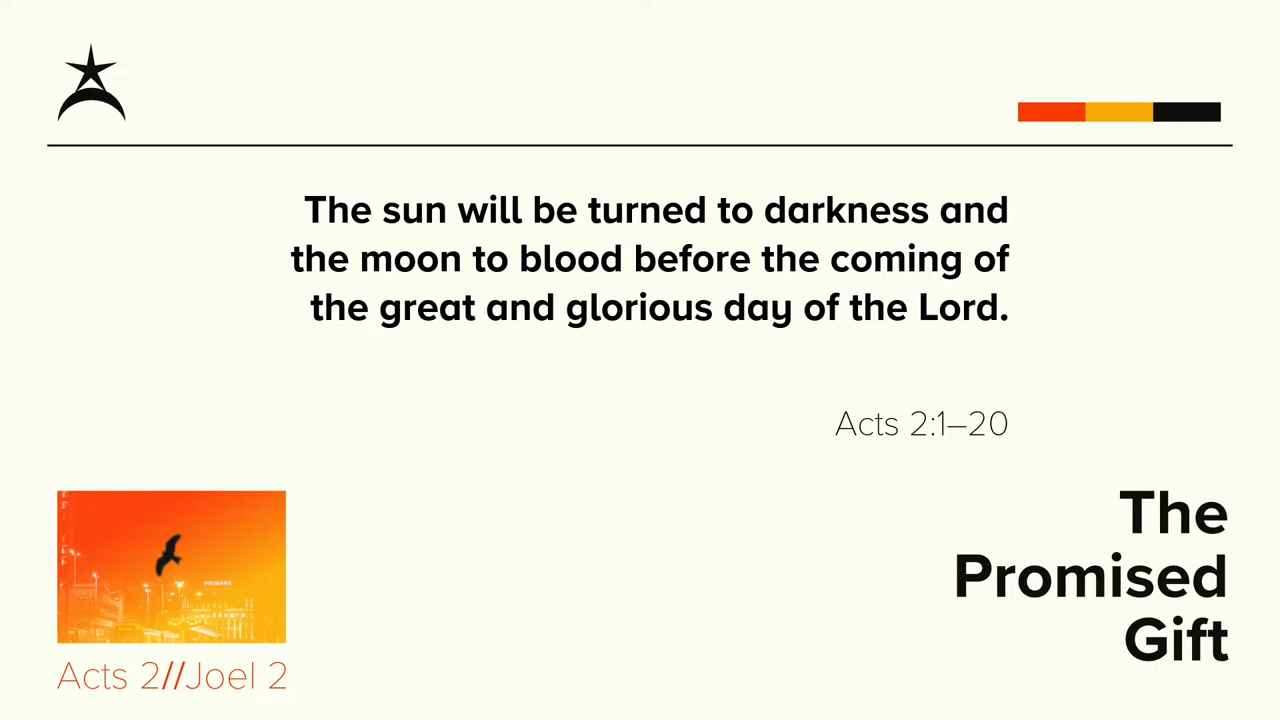 The sun will be turned to darkness and
the moon to blood before the coming of
the great and glorious day of the Lord.
Acts 2:1–20
PRIMARK
The
Promised
Gift
Acts 2//Joel 2